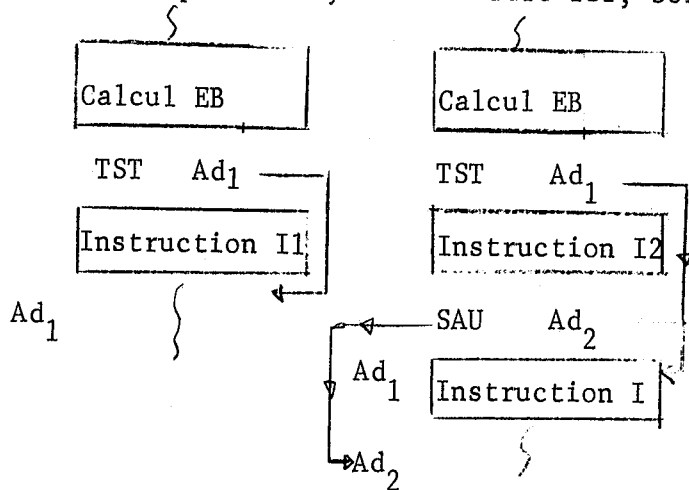 Calcul EB Calcul EB
TST Ad1 TST Ad1
Instruction I1 Instruction I2
Ad1 SAU Ad2
Ad1 Instruction I
Ad2